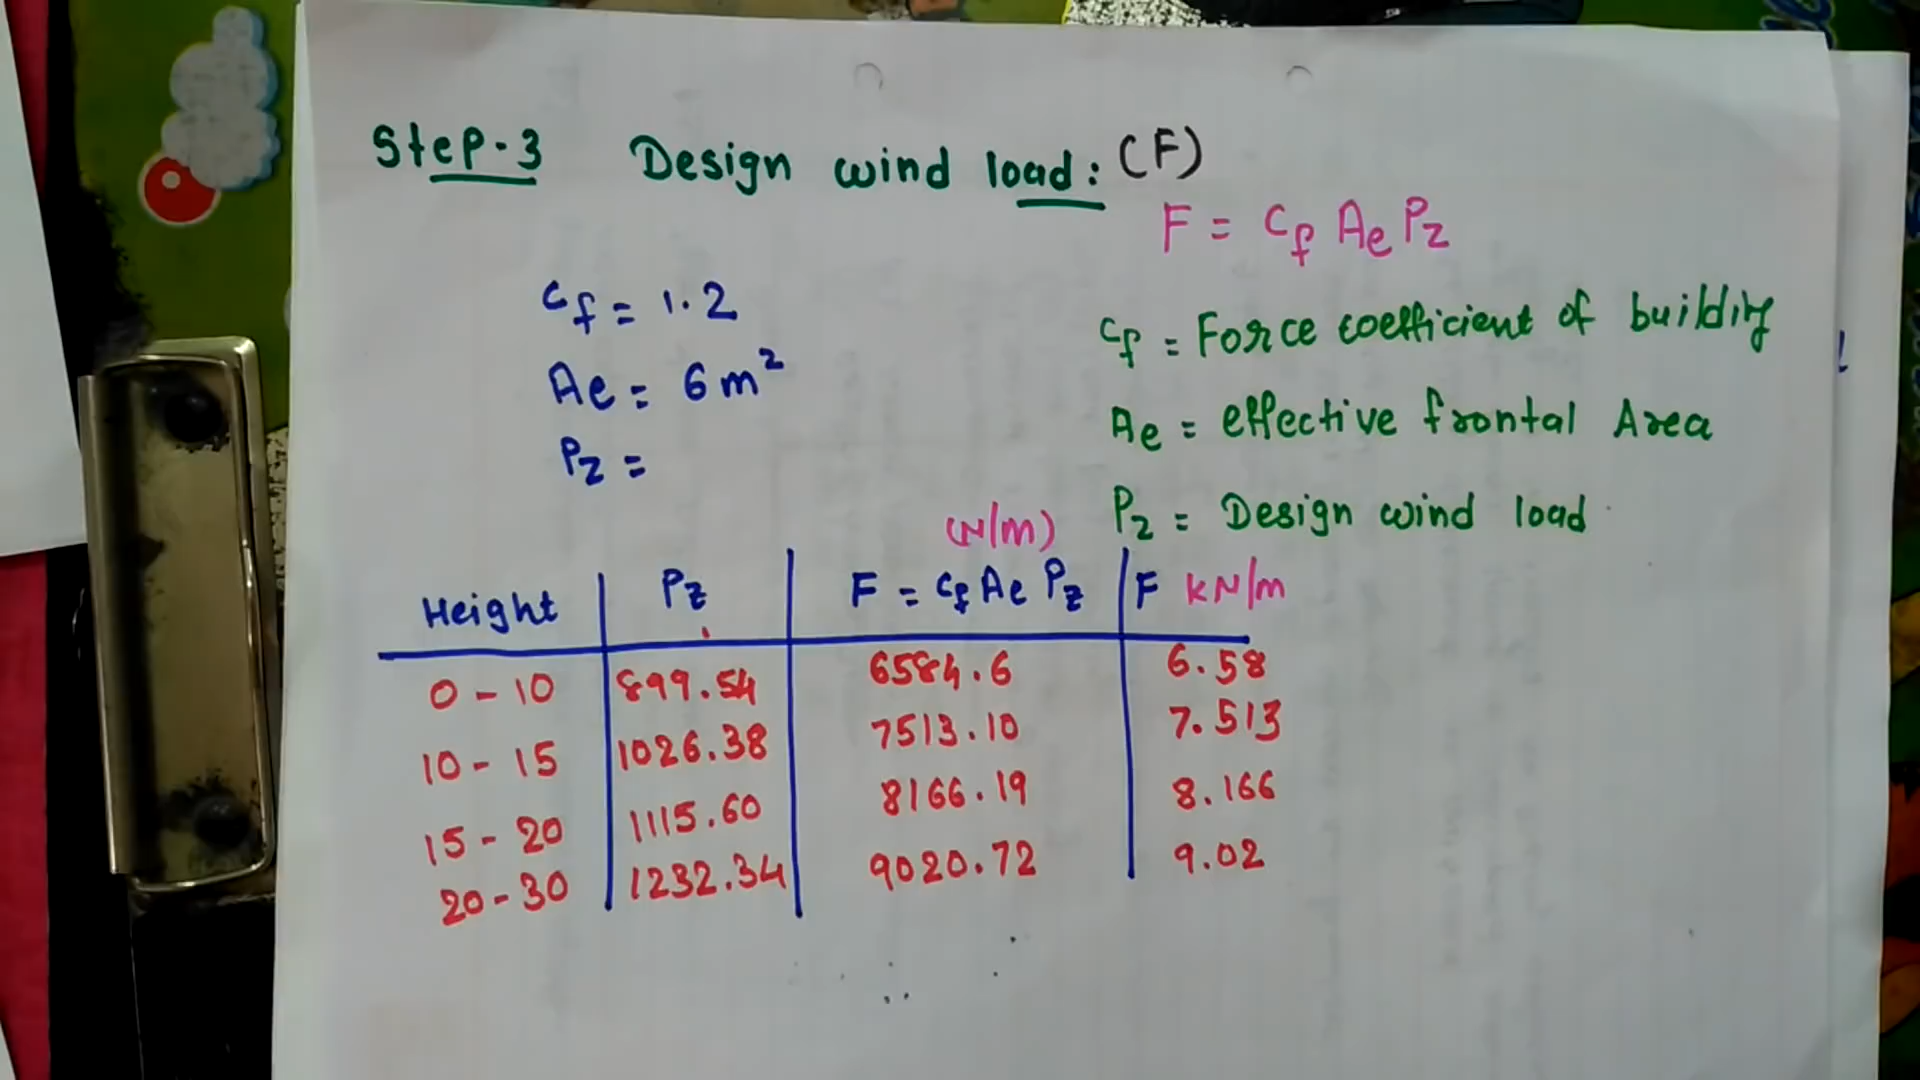 Step-3 Design wind load: (F)
F = Cf Ae Pz
Cf = 1.2
Cf = Force coefficient of building
Ae = 6 m²
Ae = effective frontal Area
Pz =
Pz = Design wind load
(N/m)
Height Pz F = Cf Ae Pz F kN/m
0 - 10 899.54 6584.6 6.58
10 - 15 1026.38 7513.10 7.513
15 - 20 1115.60 8166.19 8.166
20 - 30 1232.34 9020.72 9.02